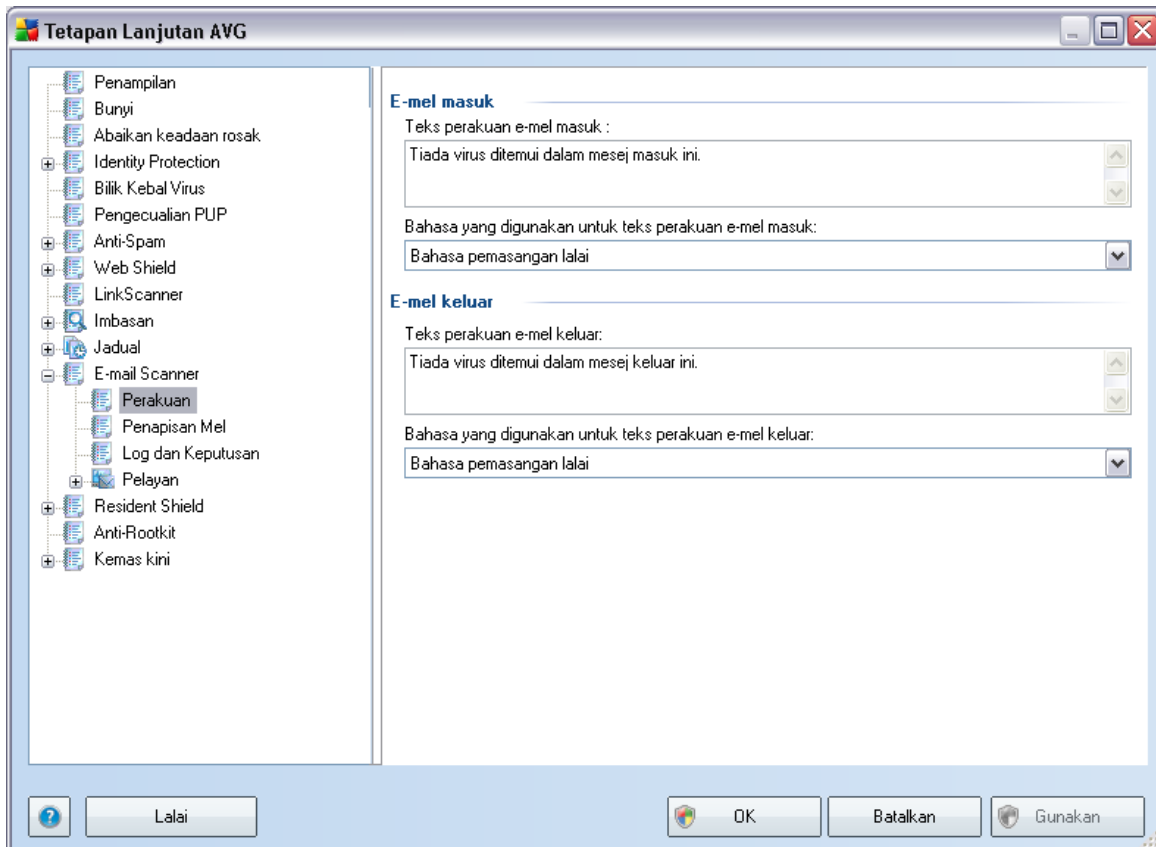 Tetapan Lanjutan AVG
Penampilan
Bunyi
Abaikan keadaan rosak
Identity Protection
Bilik Kebal Virus
Pengecualian PUP
Anti-Spam
Web Shield
LinkScanner
Imbasan
Jadual
E-mail Scanner
Perakuan
Penapisan Mel
Log dan Keputusan
Pelayan
Resident Shield
Anti-Rootkit
Kemas kini
E-mel masuk
Teks perakuan e-mel masuk :
Tiada virus ditemui dalam mesej masuk ini.
Bahasa yang digunakan untuk teks perakuan e-mel masuk:
Bahasa pemasangan lalai
E-mel keluar
Teks perakuan e-mel keluar:
Tiada virus ditemui dalam mesej keluar ini.
Bahasa yang digunakan untuk teks perakuan e-mel keluar:
Bahasa pemasangan lalai
Lalai
OK
Batalkan
Gunakan